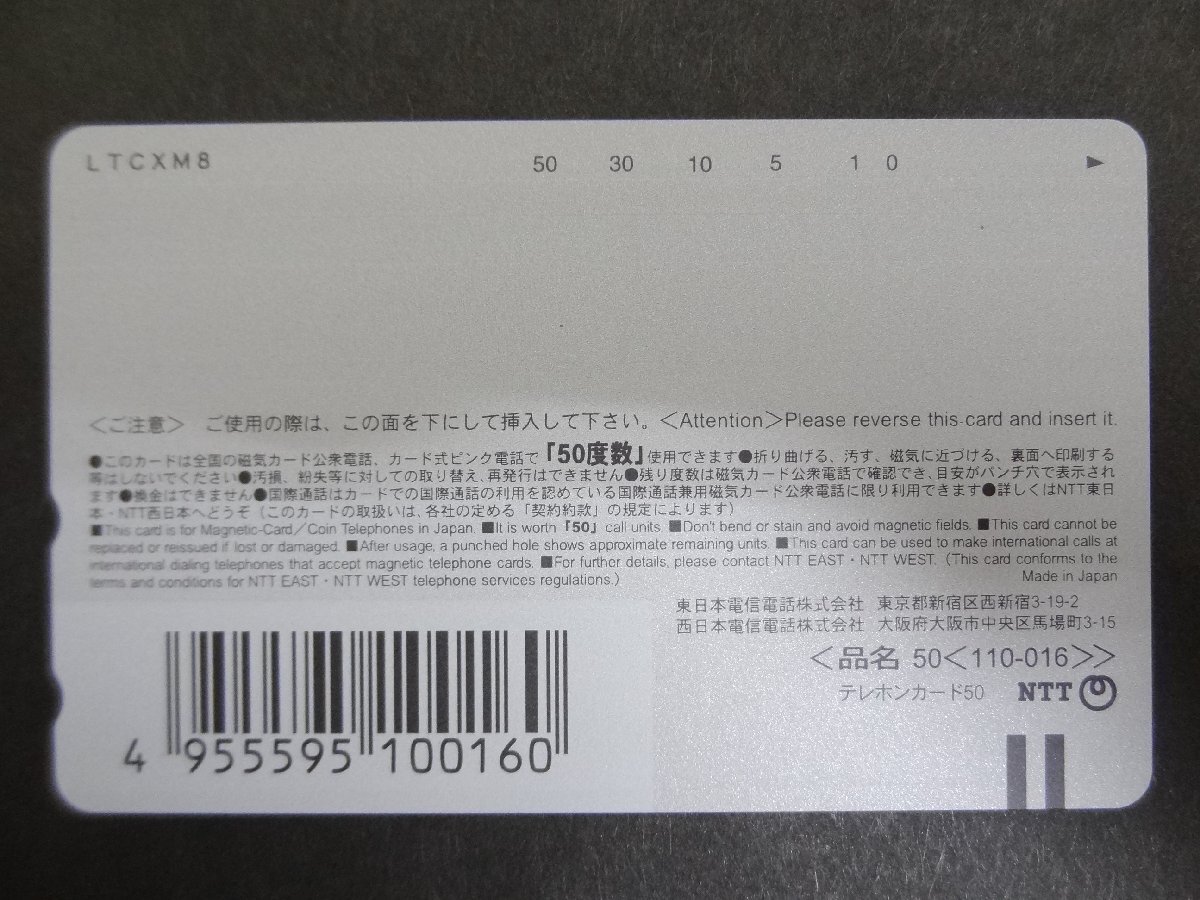 LTCXM8 50 30 10 5 1 0 ▶
＜ご注意＞ ご使用の際は、この面を下にして挿入して下さい。＜Attention＞Please reverse this card and insert it.
●このカードは全国の磁気カード公衆電話、カード式ピンク電話で「50度数」使用できます●折り曲げる、汚す、磁気に近づける、裏面へ印刷する
等はしないでください●汚損、紛失等に対しての取り替え、再発行はできません●残り度数は磁気カード公衆電話で確認でき、目安がパンチ穴で表示され
ます●換金はできません●国際通話はカードでの国際通話の利用を認めている国際通話兼用磁気カード公衆電話に限り利用できます●詳しくはNTT東日
本・NTT西日本へどうぞ（このカードの取扱いは、各社の定める「契約約款」の規定によります）
■This card is for Magnetic-Card／Coin Telephones in Japan. ■It is worth「50」call units. ■Don't bend or stain and avoid magnetic fields. ■This card cannot be
replaced or reissued if lost or damaged. ■After usage, a punched hole shows approximate remaining units. ■This card can be used to make international calls at
international dialing telephones that accept magnetic telephone cards. ■For further details, please contact NTT EAST・NTT WEST.（This card conforms to the
terms and conditions for NTT EAST・NTT WEST telephone services regulations.） Made in Japan
東日本電信電話株式会社 東京都新宿区西新宿3-19-2
西日本電信電話株式会社 大阪府大阪市中央区馬場町3-15
＜品名 50＜110-016＞＞
テレホンカード50 NTT
4 955595 100160